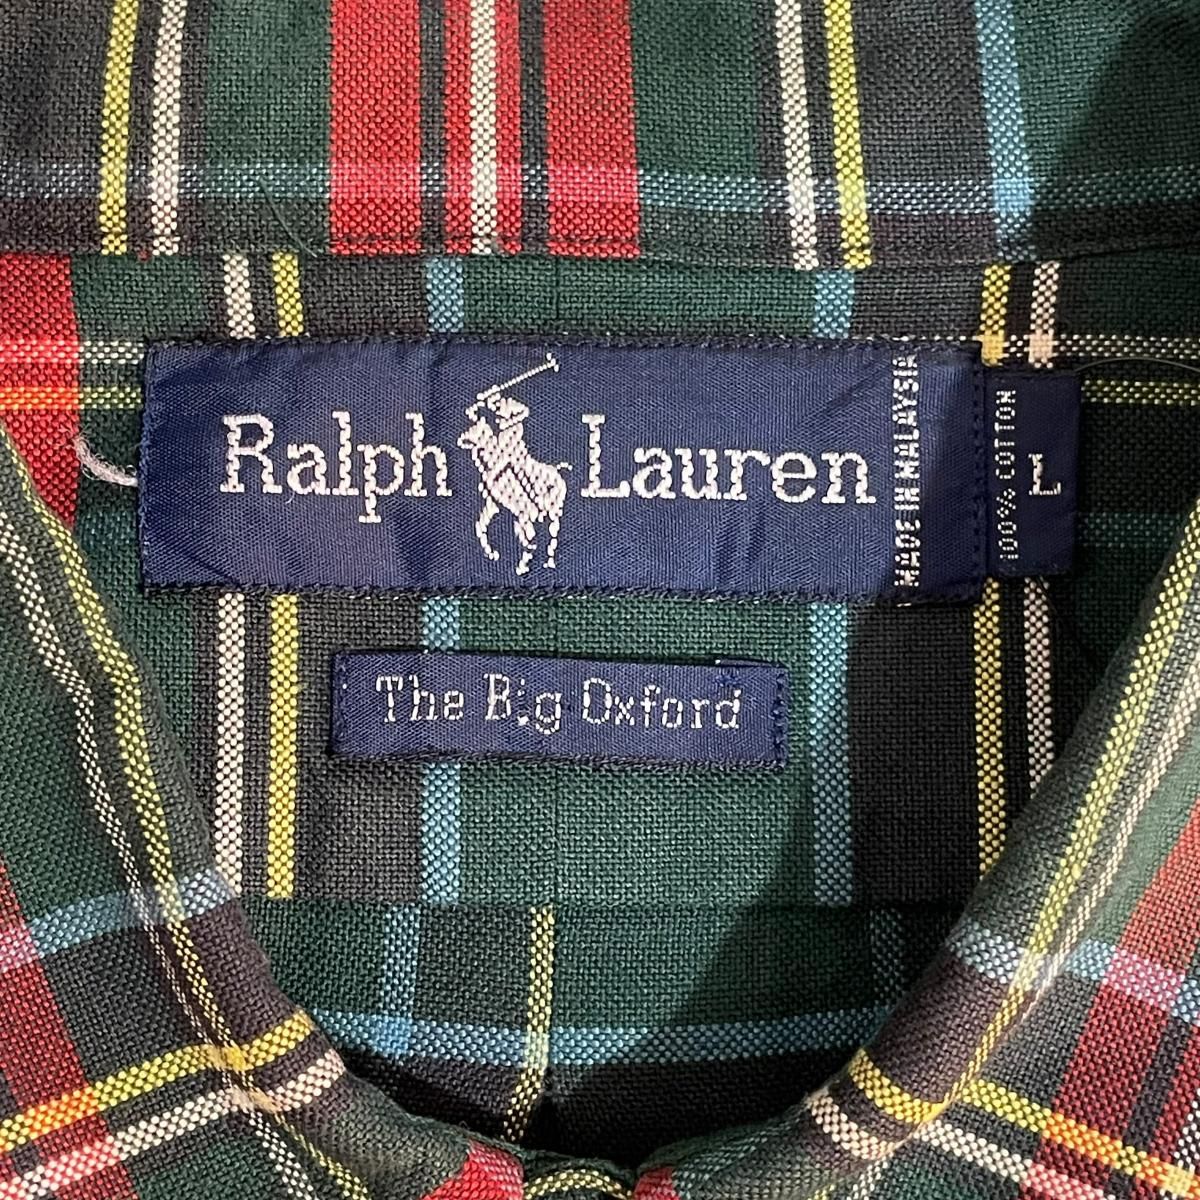 Ralph Lauren
MADE IN MALAYSIA
100% COTTON
L
The Big Oxford